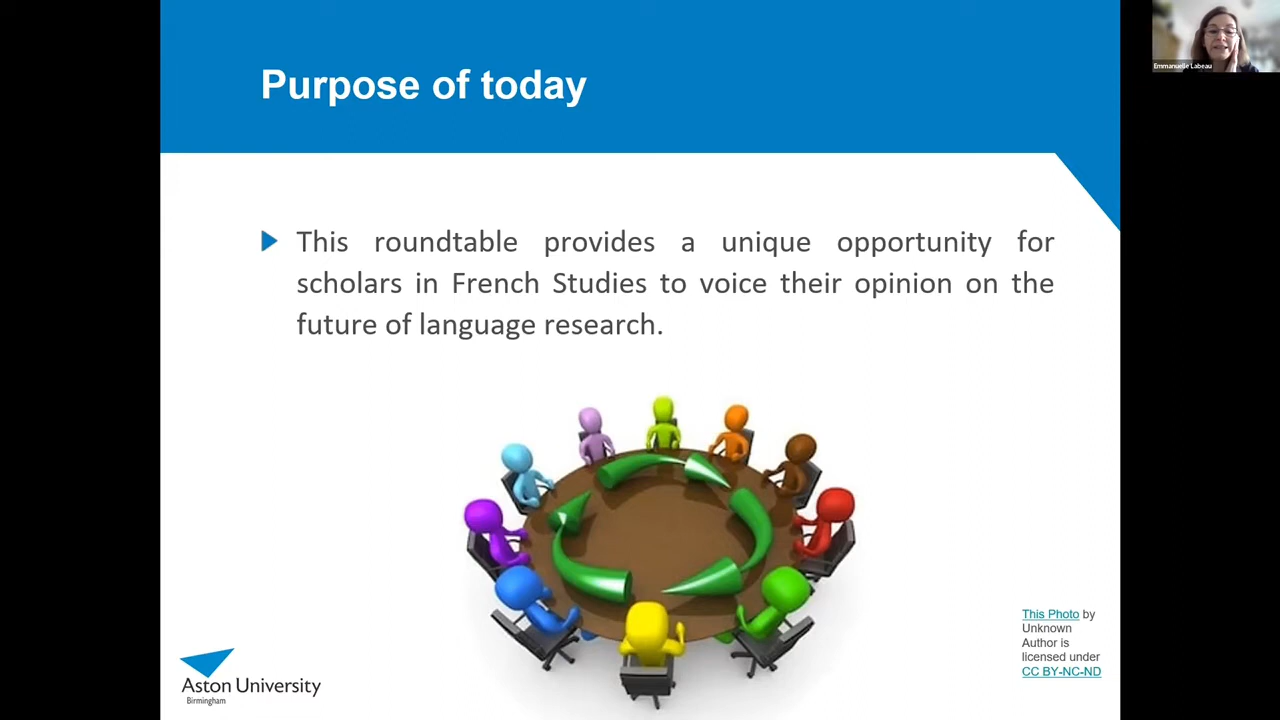 Purpose of today
Emmanuelle Labeau
This roundtable provides a unique opportunity for
scholars in French Studies to voice their opinion on the
future of language research.
This Photo by
Unknown
Author is
licensed under
CC BY-NC-ND
Aston University
Birmingham